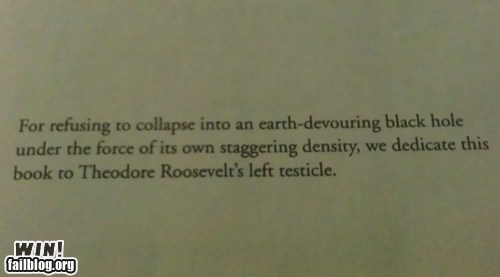 For refusing to collapse into an earth-devouring black hole
under the force of its own staggering density, we dedicate this
book to Theodore Roosevelt's left testicle.
WIN!
failblog.org